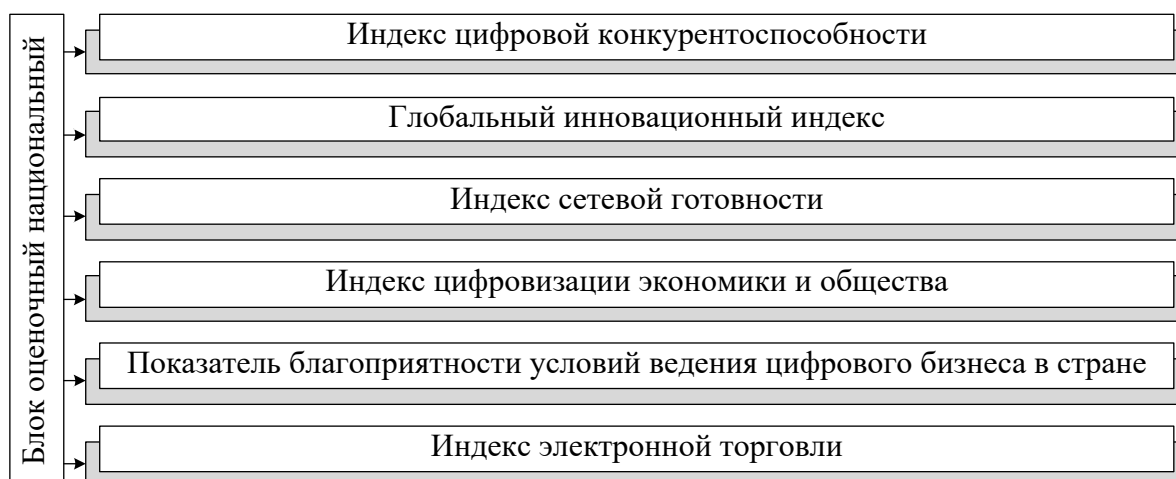 Блок оценочный национальный
Индекс цифровой конкурентоспособности
Глобальный инновационный индекс
Индекс сетевой готовности
Индекс цифровизации экономики и общества
Показатель благоприятности условий ведения цифрового бизнеса в стране
Индекс электронной торговли